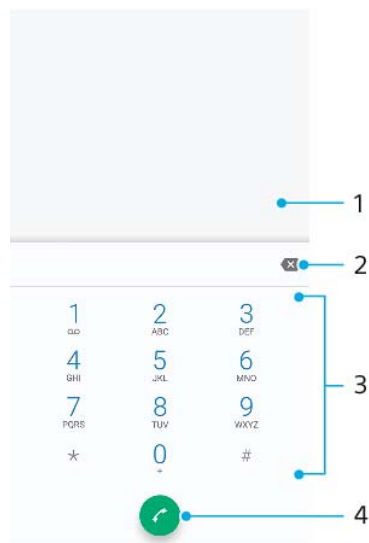 1
2
1 2 3
ABC DEF
4 5 6
GHI JKL MNO
3
7 8 9
PQRS TUV WXYZ
* 0 #
+
4